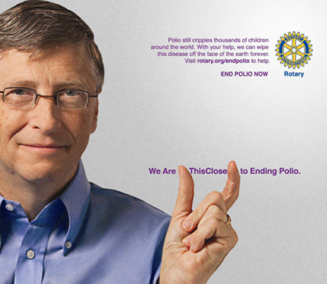 Polio still cripples thousands of children
around the world. With your help, we can wipe
this disease off the face of the earth forever.
Visit rotary.org/endpolio to help.
END POLIO NOW
Rotary
We Are ThisClose to Ending Polio.